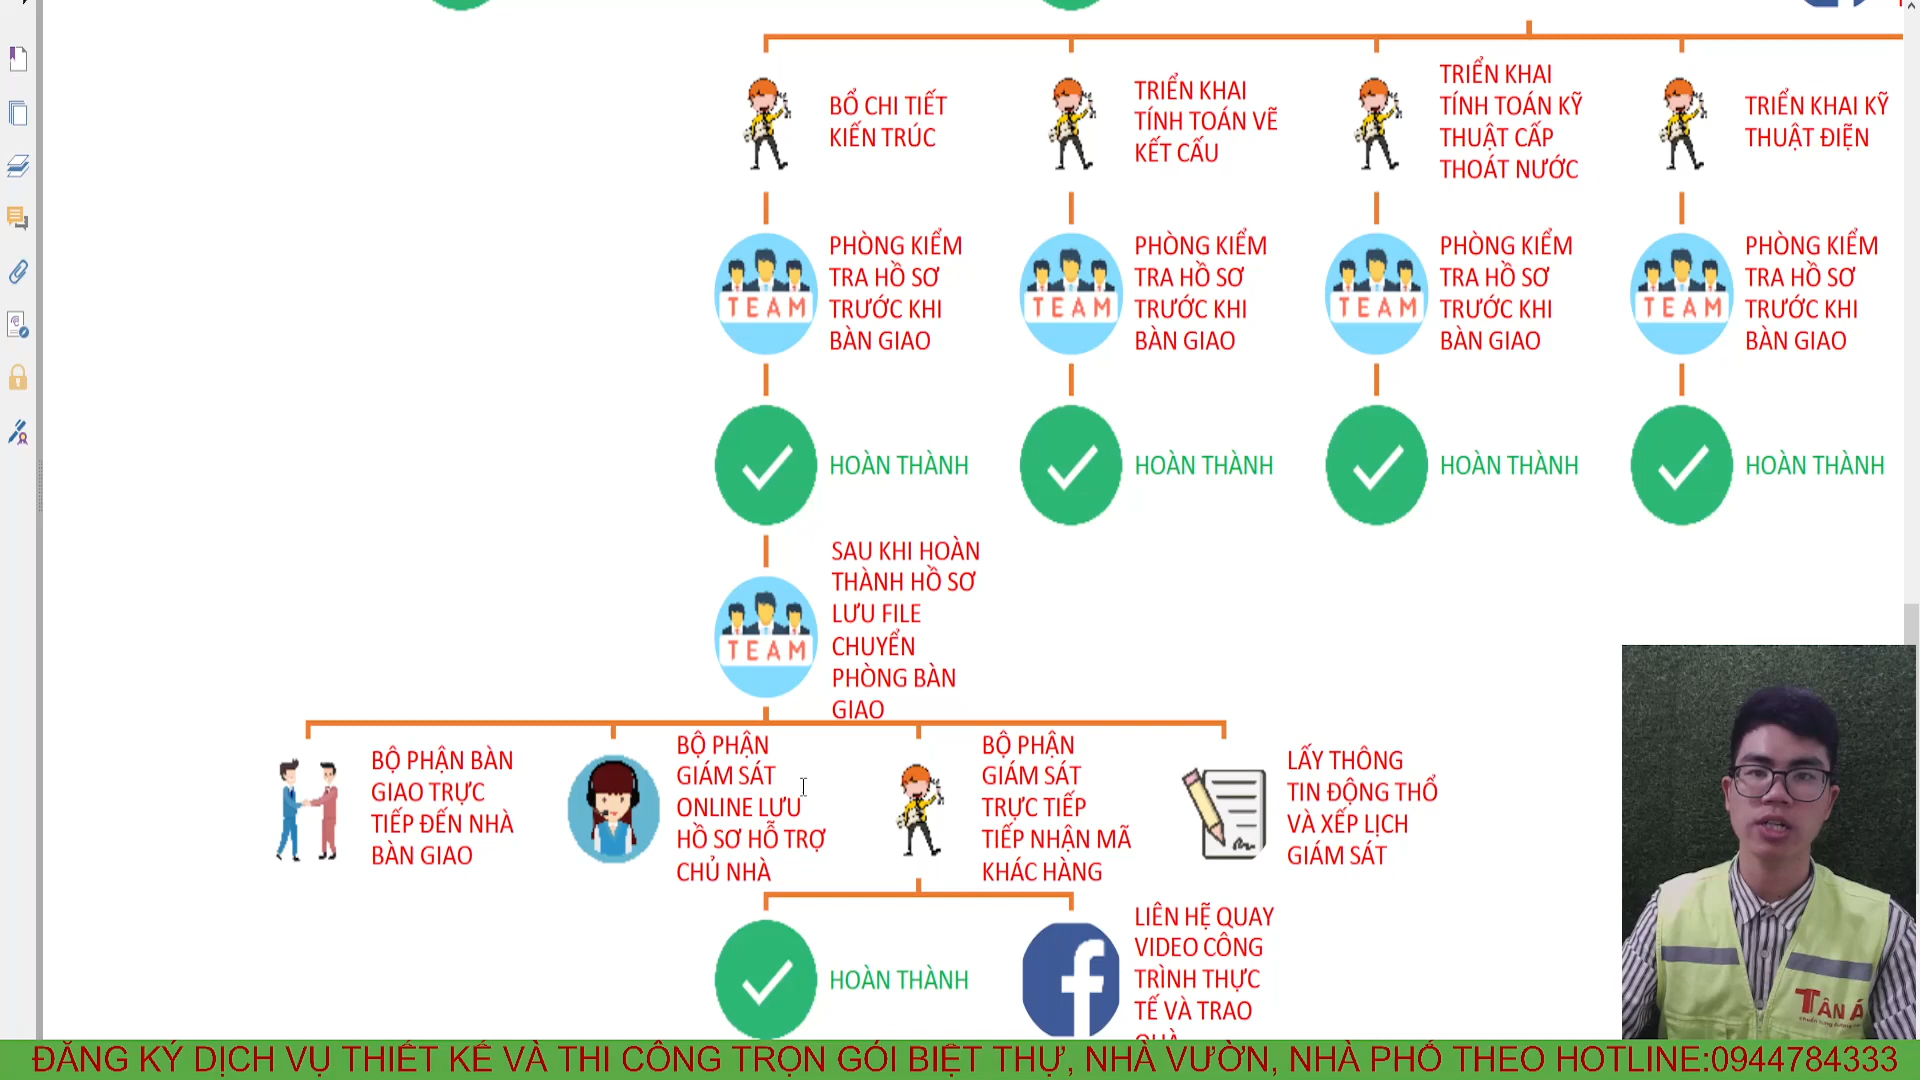 BỔ CHI TIẾT
KIẾN TRÚC
TRIỂN KHAI
TÍNH TOÁN VẼ
KẾT CẤU
TRIỂN KHAI
TÍNH TOÁN KỸ
THUẬT CẤP
THOÁT NƯỚC
TRIỂN KHAI KỸ
THUẬT ĐIỆN
TEAM
PHÒNG KIỂM
TRA HỒ SƠ
TRƯỚC KHI
BÀN GIAO
TEAM
PHÒNG KIỂM
TRA HỒ SƠ
TRƯỚC KHI
BÀN GIAO
TEAM
PHÒNG KIỂM
TRA HỒ SƠ
TRƯỚC KHI
BÀN GIAO
TEAM
PHÒNG KIỂM
TRA HỒ SƠ
TRƯỚC KHI
BÀN GIAO
HOÀN THÀNH
HOÀN THÀNH
HOÀN THÀNH
HOÀN THÀNH
TEAM
SAU KHI HOÀN
THÀNH HỒ SƠ
LƯU FILE
CHUYỂN
PHÒNG BÀN
GIAO
BỘ PHẬN BÀN
GIAO TRỰC
TIẾP ĐẾN NHÀ
BÀN GIAO
BỘ PHẬN
GIÁM SÁT
ONLINE LƯU
HỒ SƠ HỖ TRỢ
CHỦ NHÀ
BỘ PHẬN
GIÁM SÁT
TRỰC TIẾP
TIẾP NHẬN MÃ
KHÁC HÀNG
LẤY THÔNG
TIN ĐỘNG THỔ
VÀ XẾP LỊCH
GIÁM SÁT
HOÀN THÀNH
LIÊN HỆ QUAY
VIDEO CÔNG
TRÌNH THỰC
TẾ VÀ TRAO
QUÀ
TÂN Á
ĐĂNG KÝ DỊCH VỤ THIẾT KẾ VÀ THI CÔNG TRỌN GÓI BIỆT THỰ, NHÀ VƯỜN, NHÀ PHỐ THEO HOTLINE:0944784333